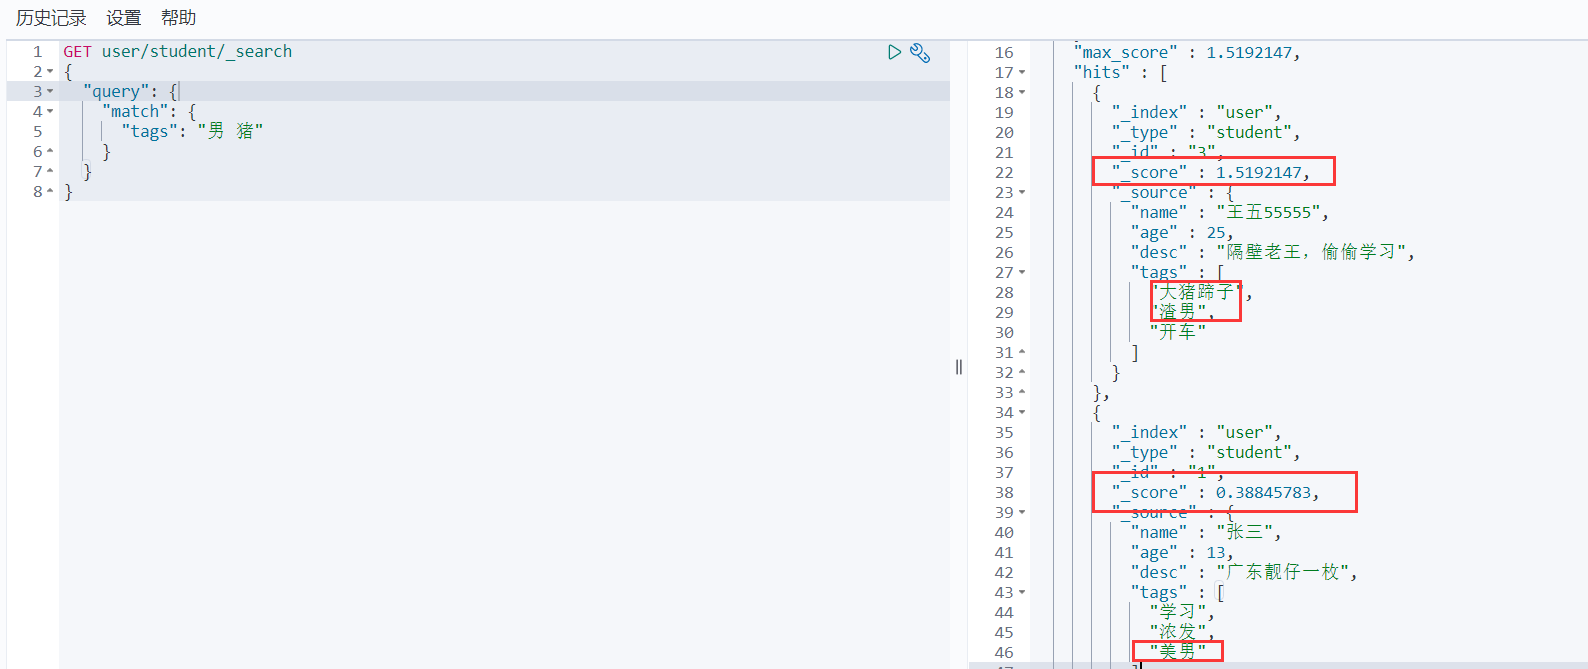 历史记录 设置 帮助
1 GET user/student/_search
2 {
3 "query": {
4 "match": {
5 "tags": "男 猪"
6 }
7 }
8 }
16 "max_score" : 1.5192147,
17 "hits" : [
18 {
19 "_index" : "user",
20 "_type" : "student",
21 "_id" : "3",
22 "_score" : 1.5192147,
23 "_source" : {
24 "name" : "王五55555",
25 "age" : 25,
26 "desc" : "隔壁老王，偷偷学习",
27 "tags" : [
28 "大猪蹄子",
29 "渣男",
30 "开车"
31 ]
32 }
33 },
34 {
35 "_index" : "user",
36 "_type" : "student",
37 "_id" : "1",
38 "_score" : 0.38845783,
39 "_source" : {
40 "name" : "张三",
41 "age" : 13,
42 "desc" : "广东靓仔一枚",
43 "tags" : [
44 "学习",
45 "浓发",
46 "美男"